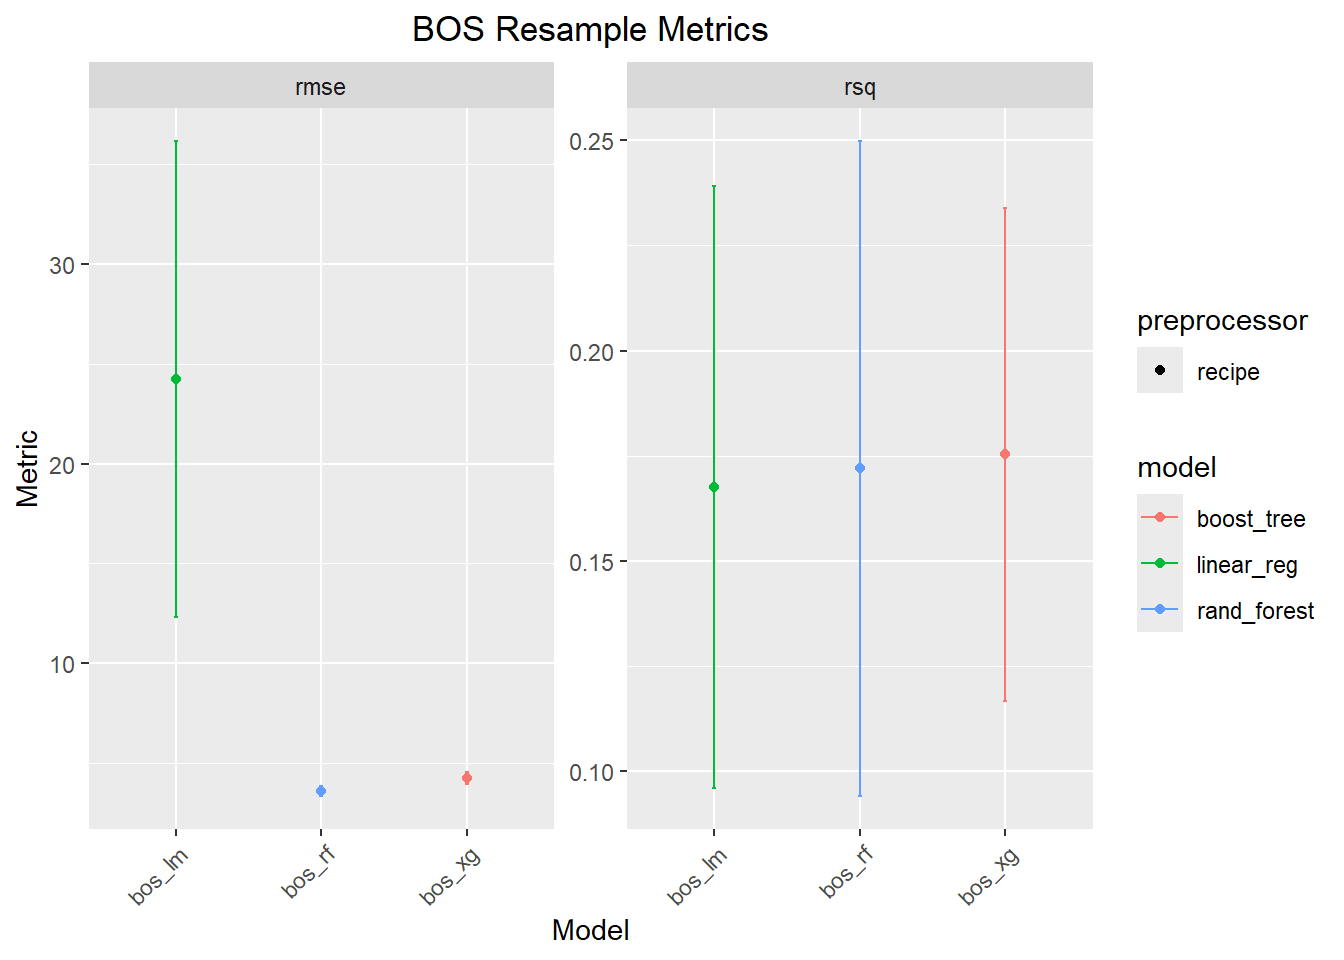 BOS Resample Metrics
rmse
rsq
Metric
30
20
10
0.25
0.20
0.15
0.10
bos_lm
bos_rf
bos_xg
bos_lm
bos_rf
bos_xg
Model
preprocessor
recipe
model
boost_tree
linear_reg
rand_forest